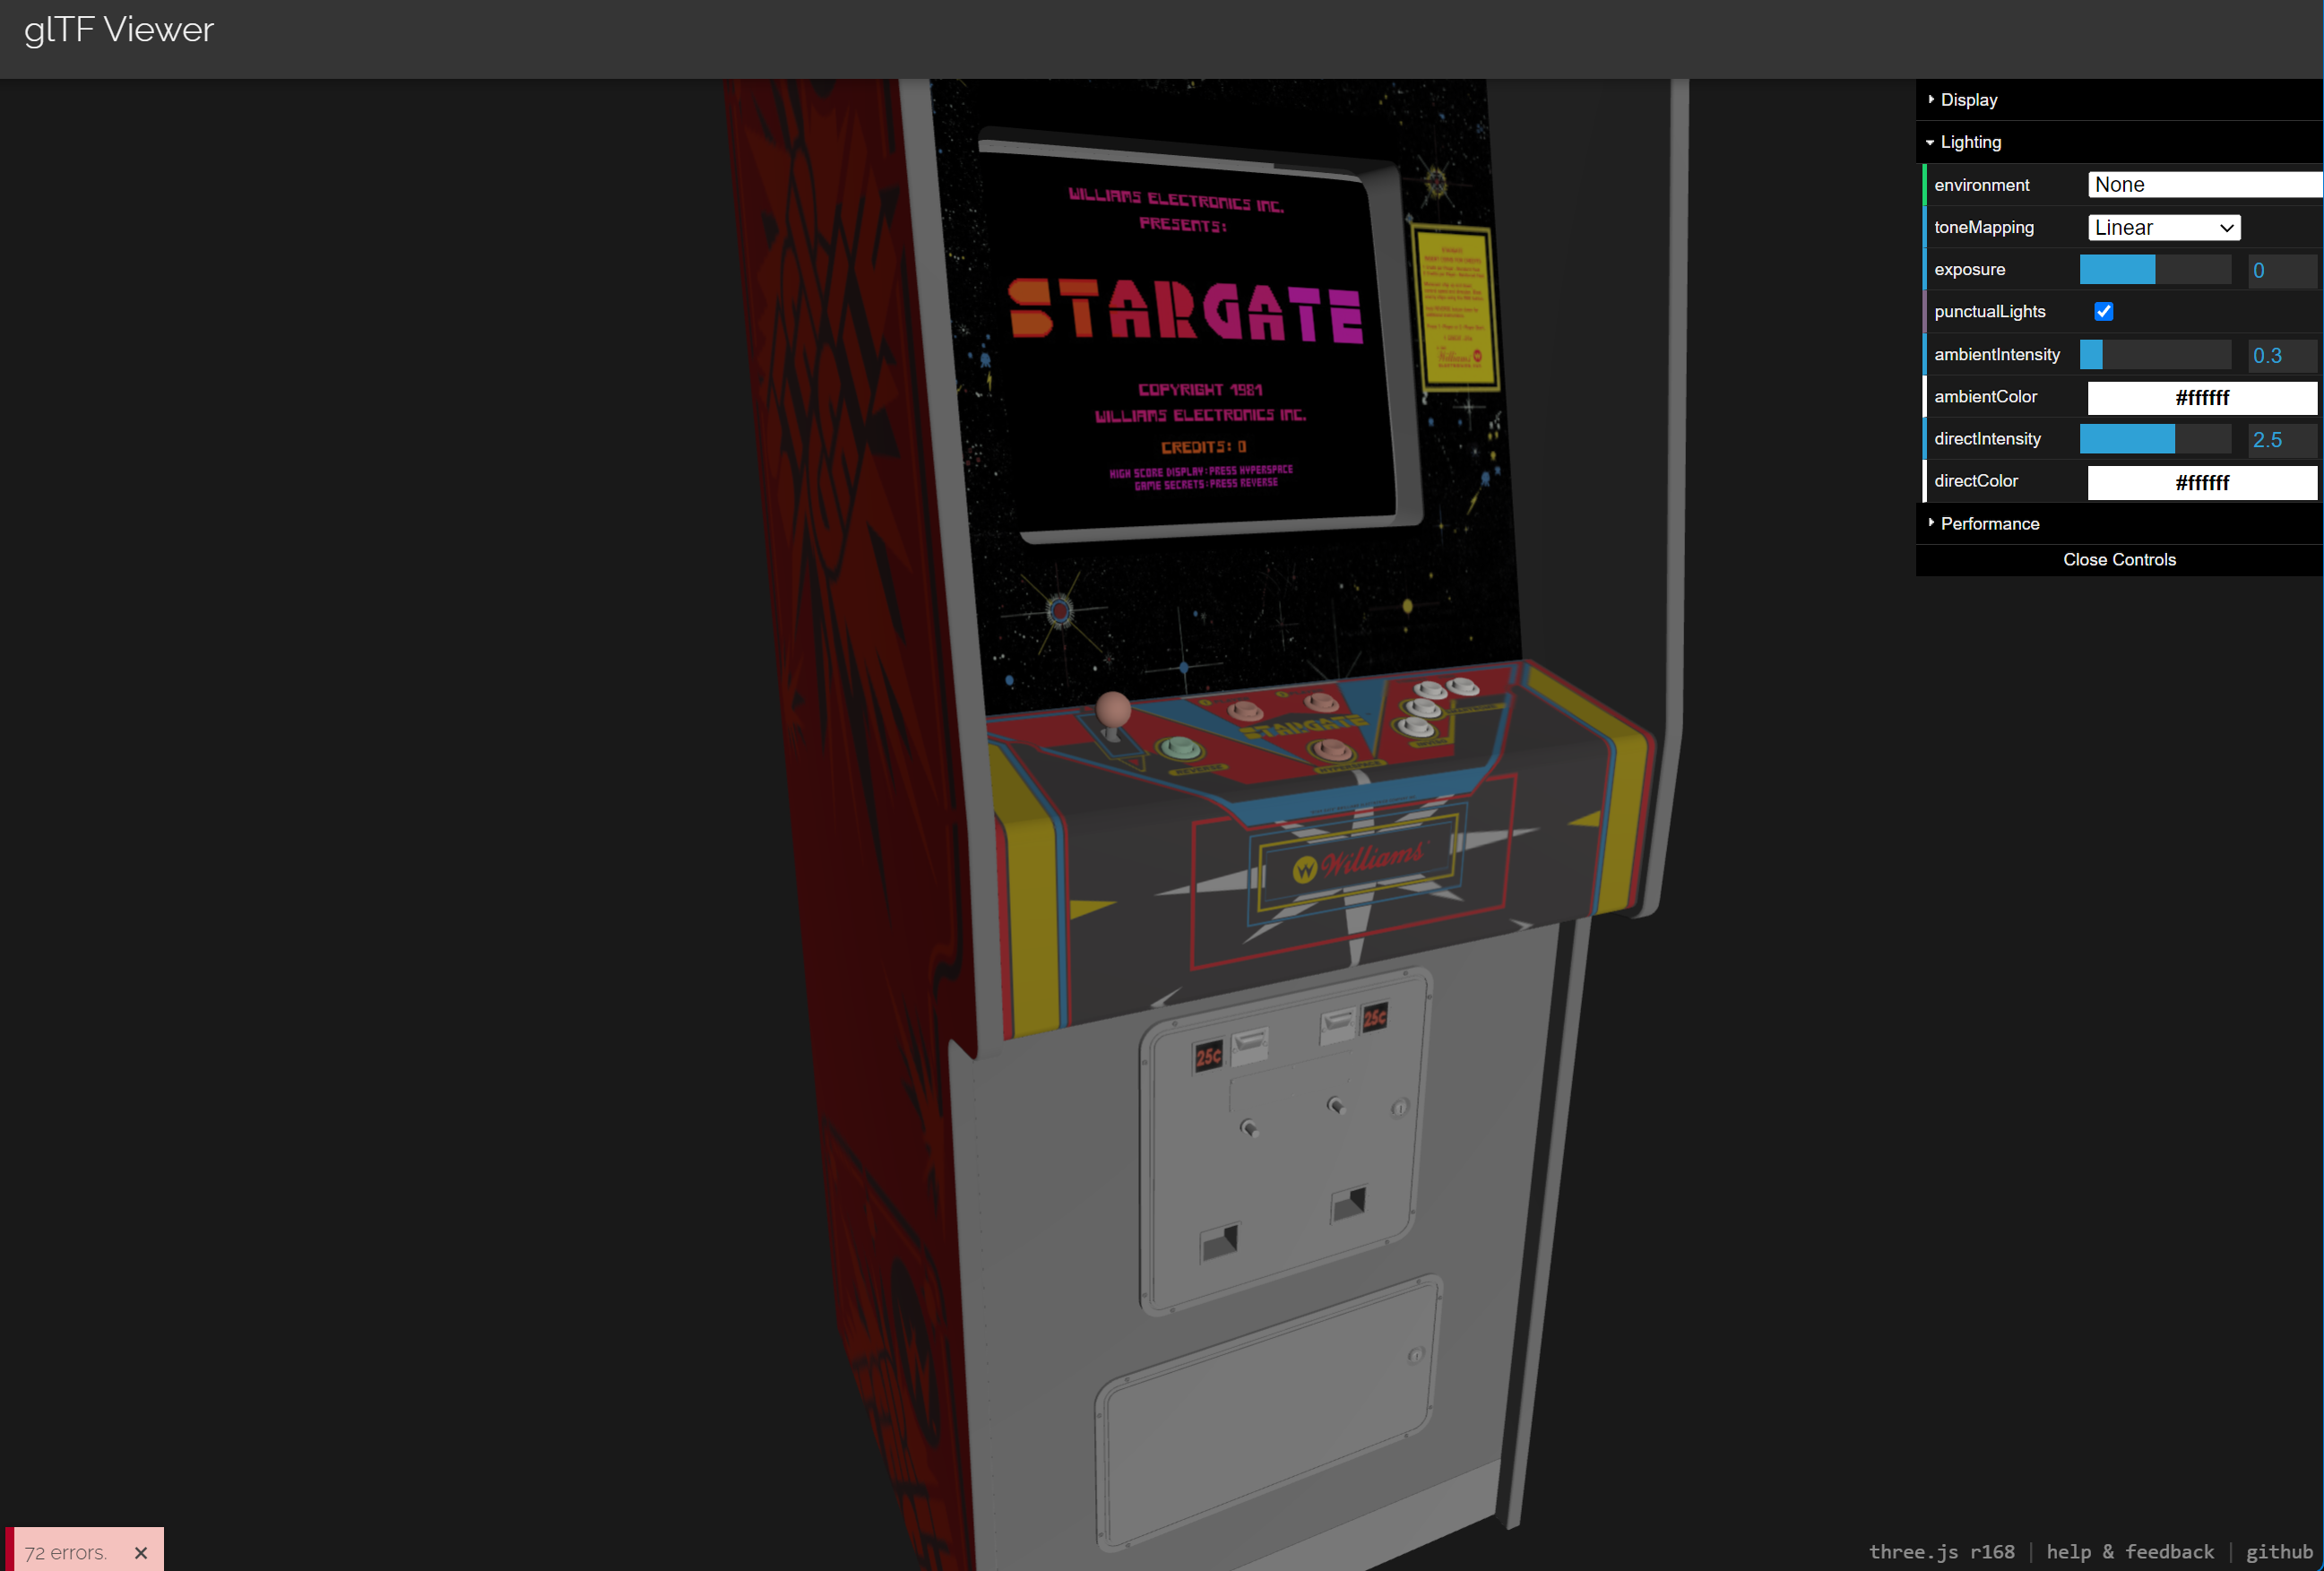 glTF Viewer
Display
Lighting
environment
None
toneMapping
Linear
exposure
0
punctualLights
ambientIntensity
0.3
ambientColor
#ffffff
directIntensity
2.5
directColor
#ffffff
Performance
Close Controls
WILLIAMS ELECTRONICS INC.
PRESENTS:
STARGATE
COPYRIGHT 1981
WILLIAMS ELECTRONICS INC.
CREDITS: 0
HIGH SCORE DISPLAY:PRESS HYPERSPACE
GAME SECRETS:PRESS REVERSE
Williams
STARGATE
REVERSE
HYPERSPACE
W Williams
25¢
25¢
72 errors.
three.js r168 | help & feedback | github